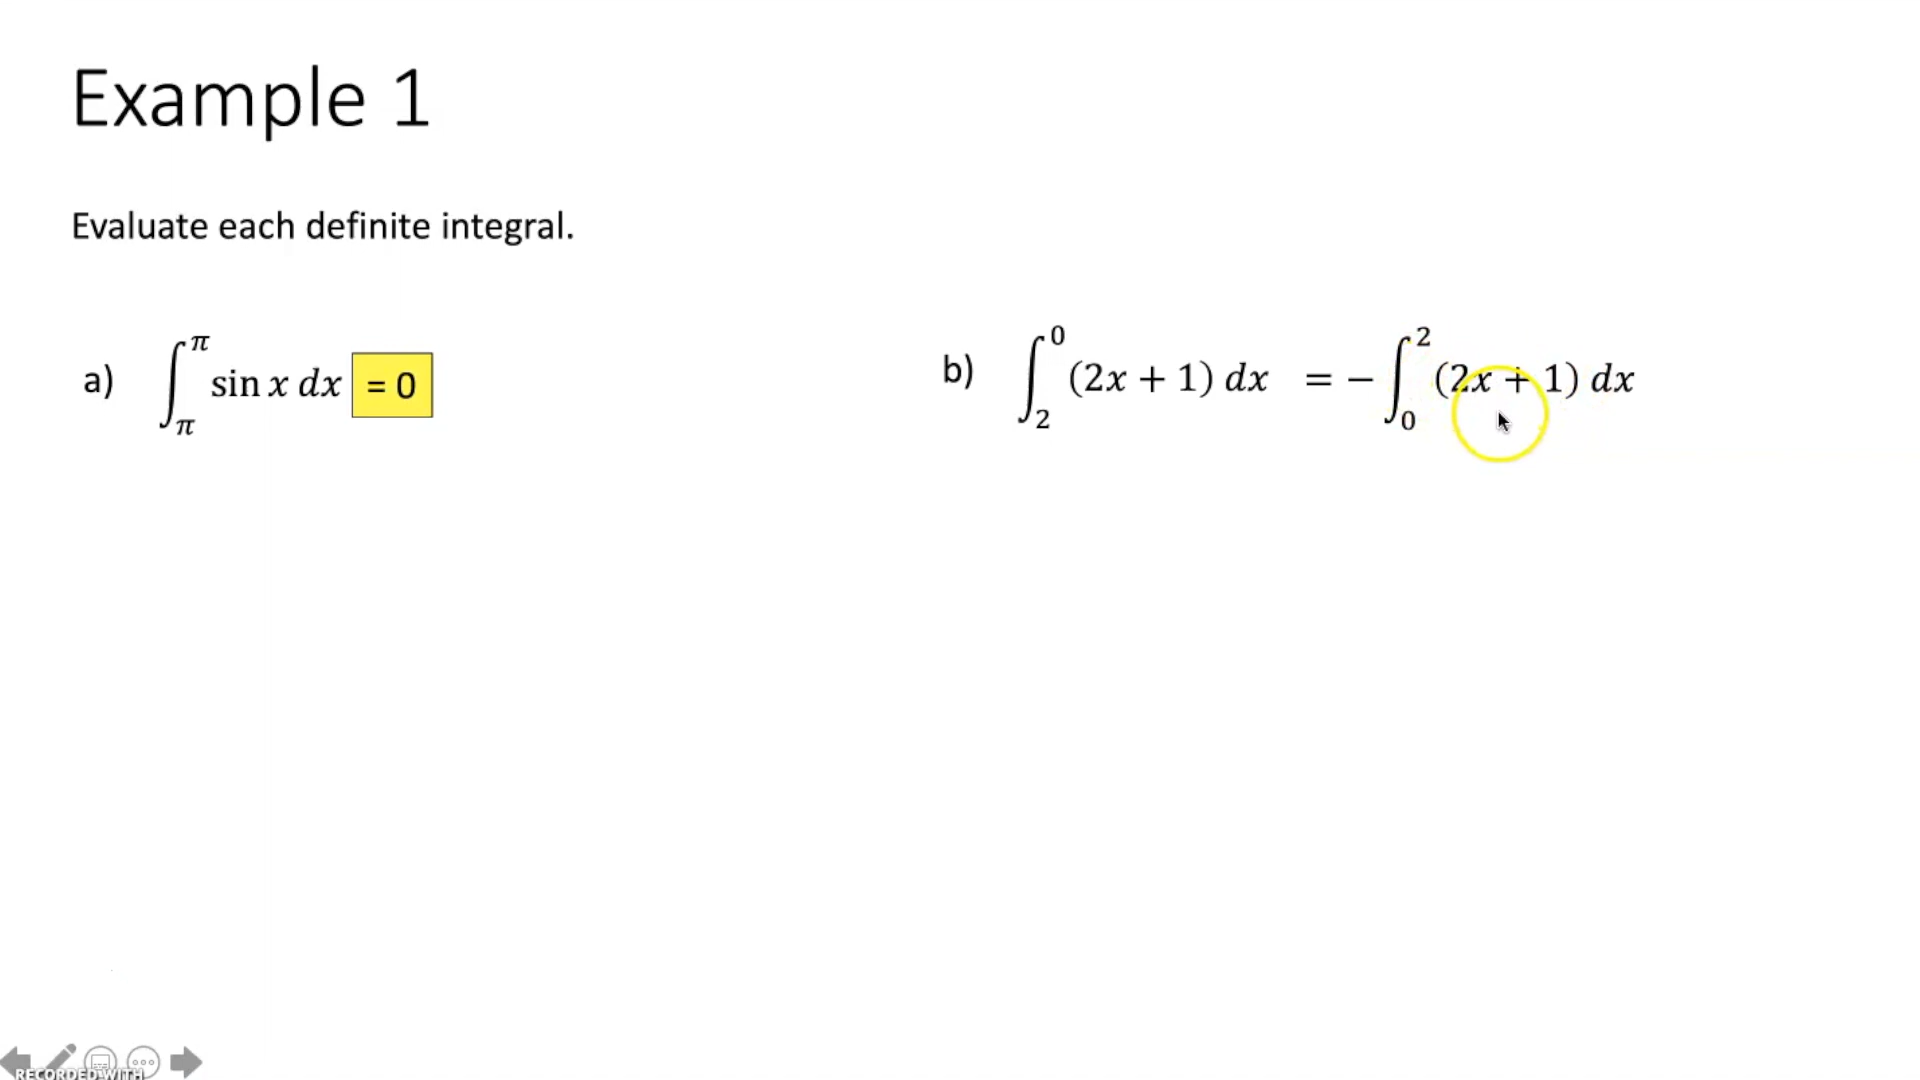 Example 1
Evaluate each definite integral.
a) ∫_π^π sin x dx = 0
b) ∫_2^0 (2x + 1) dx = − ∫_0^2 (2x + 1) dx
RECORDED WITH